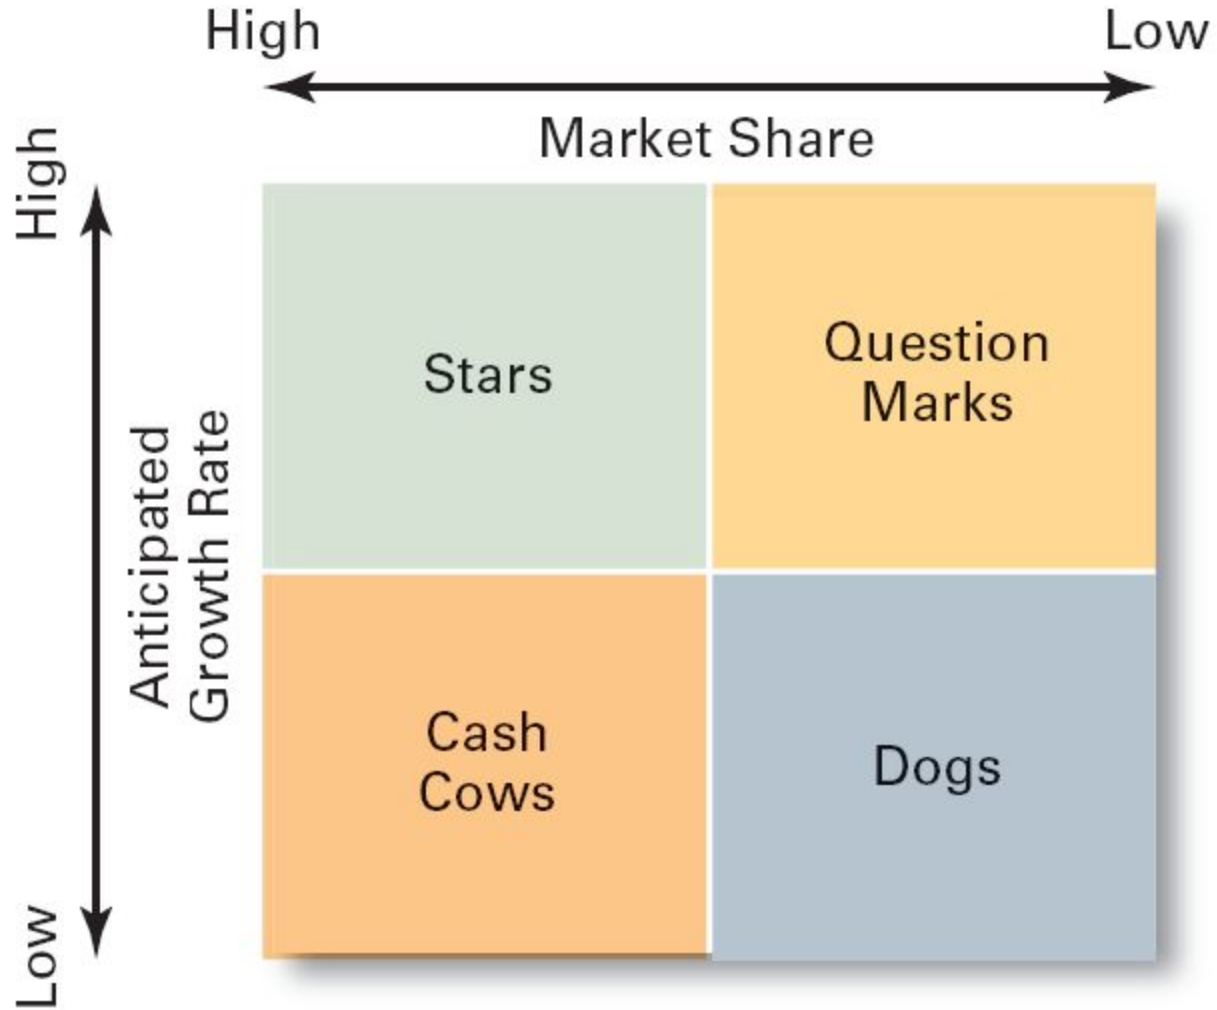 High
Low
Market Share
High
Anticipated
Growth Rate
Low
Stars
Question
Marks
Cash
Cows
Dogs